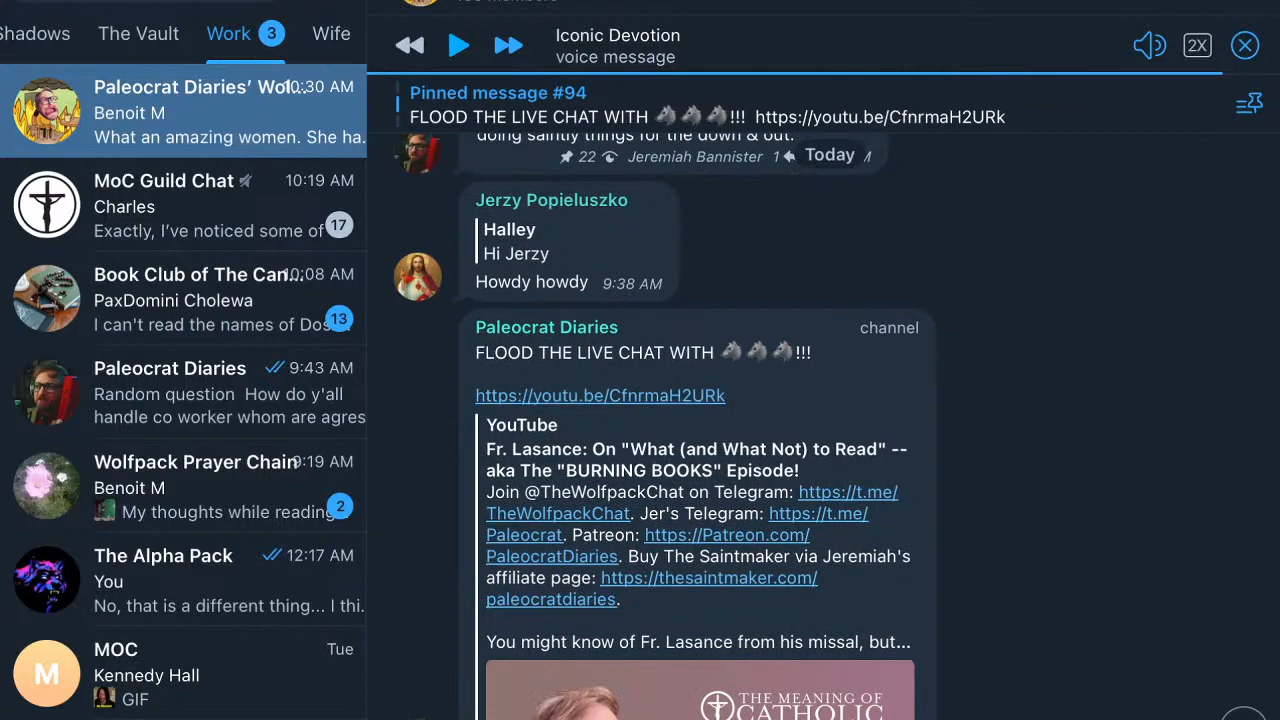 Shadows
The Vault
Work 3
Wife
Paleocrat Diaries’ Wol... 10:30 AM
Benoit M
What an amazing women. She ha.
MoC Guild Chat 10:19 AM
Charles
Exactly, I’ve noticed some of 17
Book Club of The Can... 10:08 AM
PaxDomini Cholewa
I can't read the names of Dos 13
Paleocrat Diaries 9:43 AM
Random question How do y'all
handle co worker whom are agres
Wolfpack Prayer Chain 9:19 AM
Benoit M
My thoughts while reading 2
The Alpha Pack 12:17 AM
You
No, that is a different thing... I thi.
MOC Tue
M
Kennedy Hall
GIF
Iconic Devotion
voice message
2X
Pinned message #94
FLOOD THE LIVE CHAT WITH 🐴🐴🐴!!! https://youtu.be/CfnrmaH2URk
doing saintly things for the down & out.
22 Jeremiah Bannister 1
Today
Jerzy Popieluszko
Halley
Hi Jerzy
Howdy howdy 9:38 AM
Paleocrat Diaries channel
FLOOD THE LIVE CHAT WITH 🐴🐴🐴!!!
https://youtu.be/CfnrmaH2URk
YouTube
Fr. Lasance: On "What (and What Not) to Read" --
aka The "BURNING BOOKS" Episode!
Join @TheWolfpackChat on Telegram: https://t.me/
TheWolfpackChat. Jer's Telegram: https://t.me/
Paleocrat. Patreon: https://Patreon.com/
PaleocratDiaries. Buy The Saintmaker via Jeremiah's
affiliate page: https://thesaintmaker.com/
paleocratdiaries.
You might know of Fr. Lasance from his missal, but...
THE MEANING OF
CATHOLIC